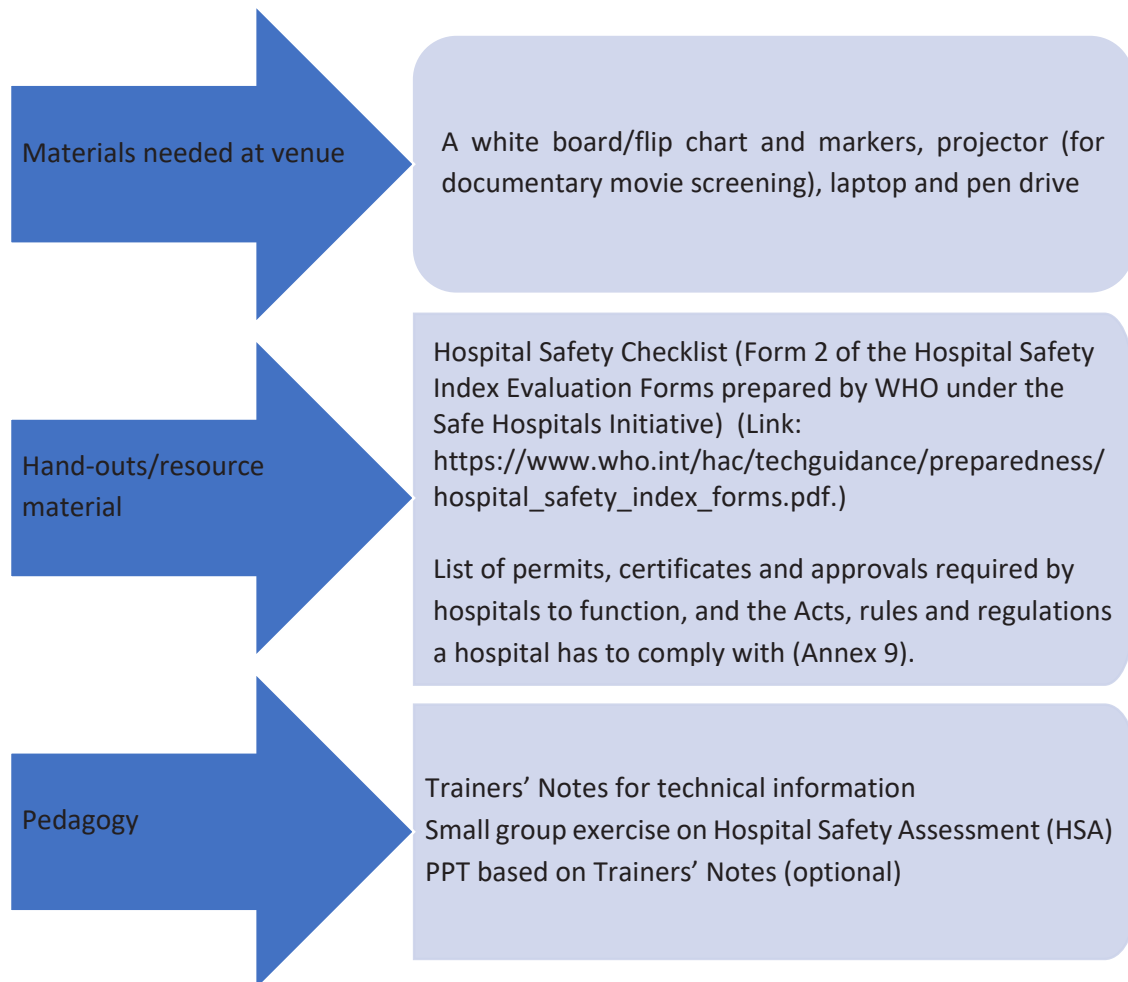 Materials needed at venue
A white board/flip chart and markers, projector (for
documentary movie screening), laptop and pen drive
Hand-outs/resource
material
Hospital Safety Checklist (Form 2 of the Hospital Safety
Index Evaluation Forms prepared by WHO under the
Safe Hospitals Initiative)  (Link:
https://www.who.int/hac/techguidance/preparedness/
hospital_safety_index_forms.pdf.)
List of permits, certificates and approvals required by
hospitals to function, and the Acts, rules and regulations
a hospital has to comply with (Annex 9).
Pedagogy
Trainers’ Notes for technical information
Small group exercise on Hospital Safety Assessment (HSA)
PPT based on Trainers’ Notes (optional)